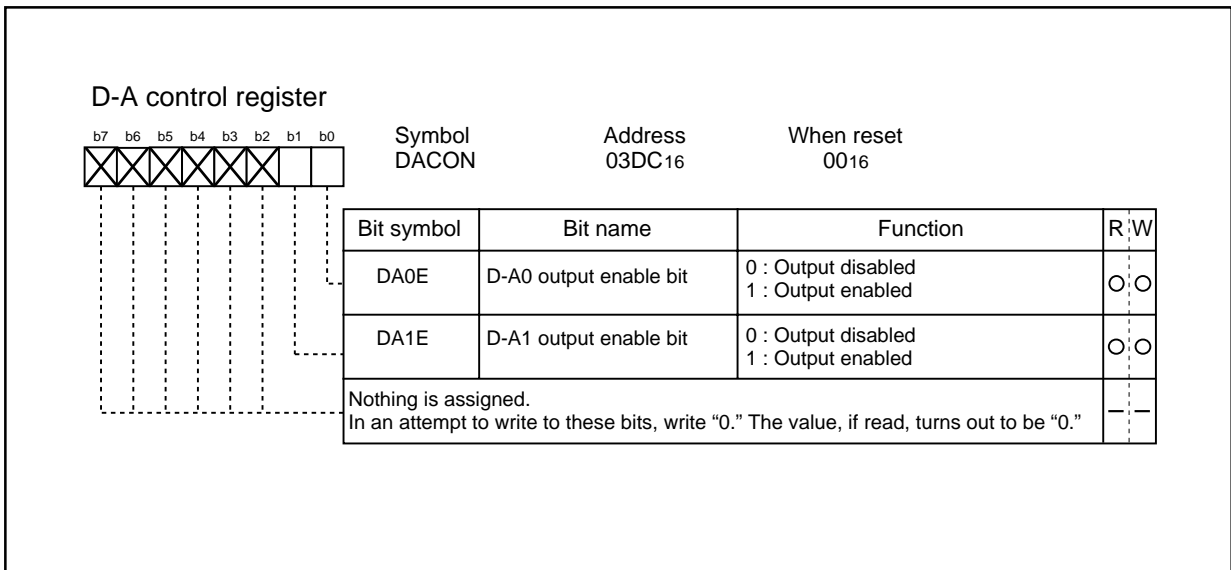 D-A control register
b7 b6 b5 b4 b3 b2 b1 b0
Symbol Address When reset
DACON 03DC16 0016
Bit symbol Bit name Function R W
DA0E D-A0 output enable bit 0 : Output disabled
1 : Output enabled
DA1E D-A1 output enable bit 0 : Output disabled
1 : Output enabled
Nothing is assigned.
In an attempt to write to these bits, write “0.” The value, if read, turns out to be “0.”